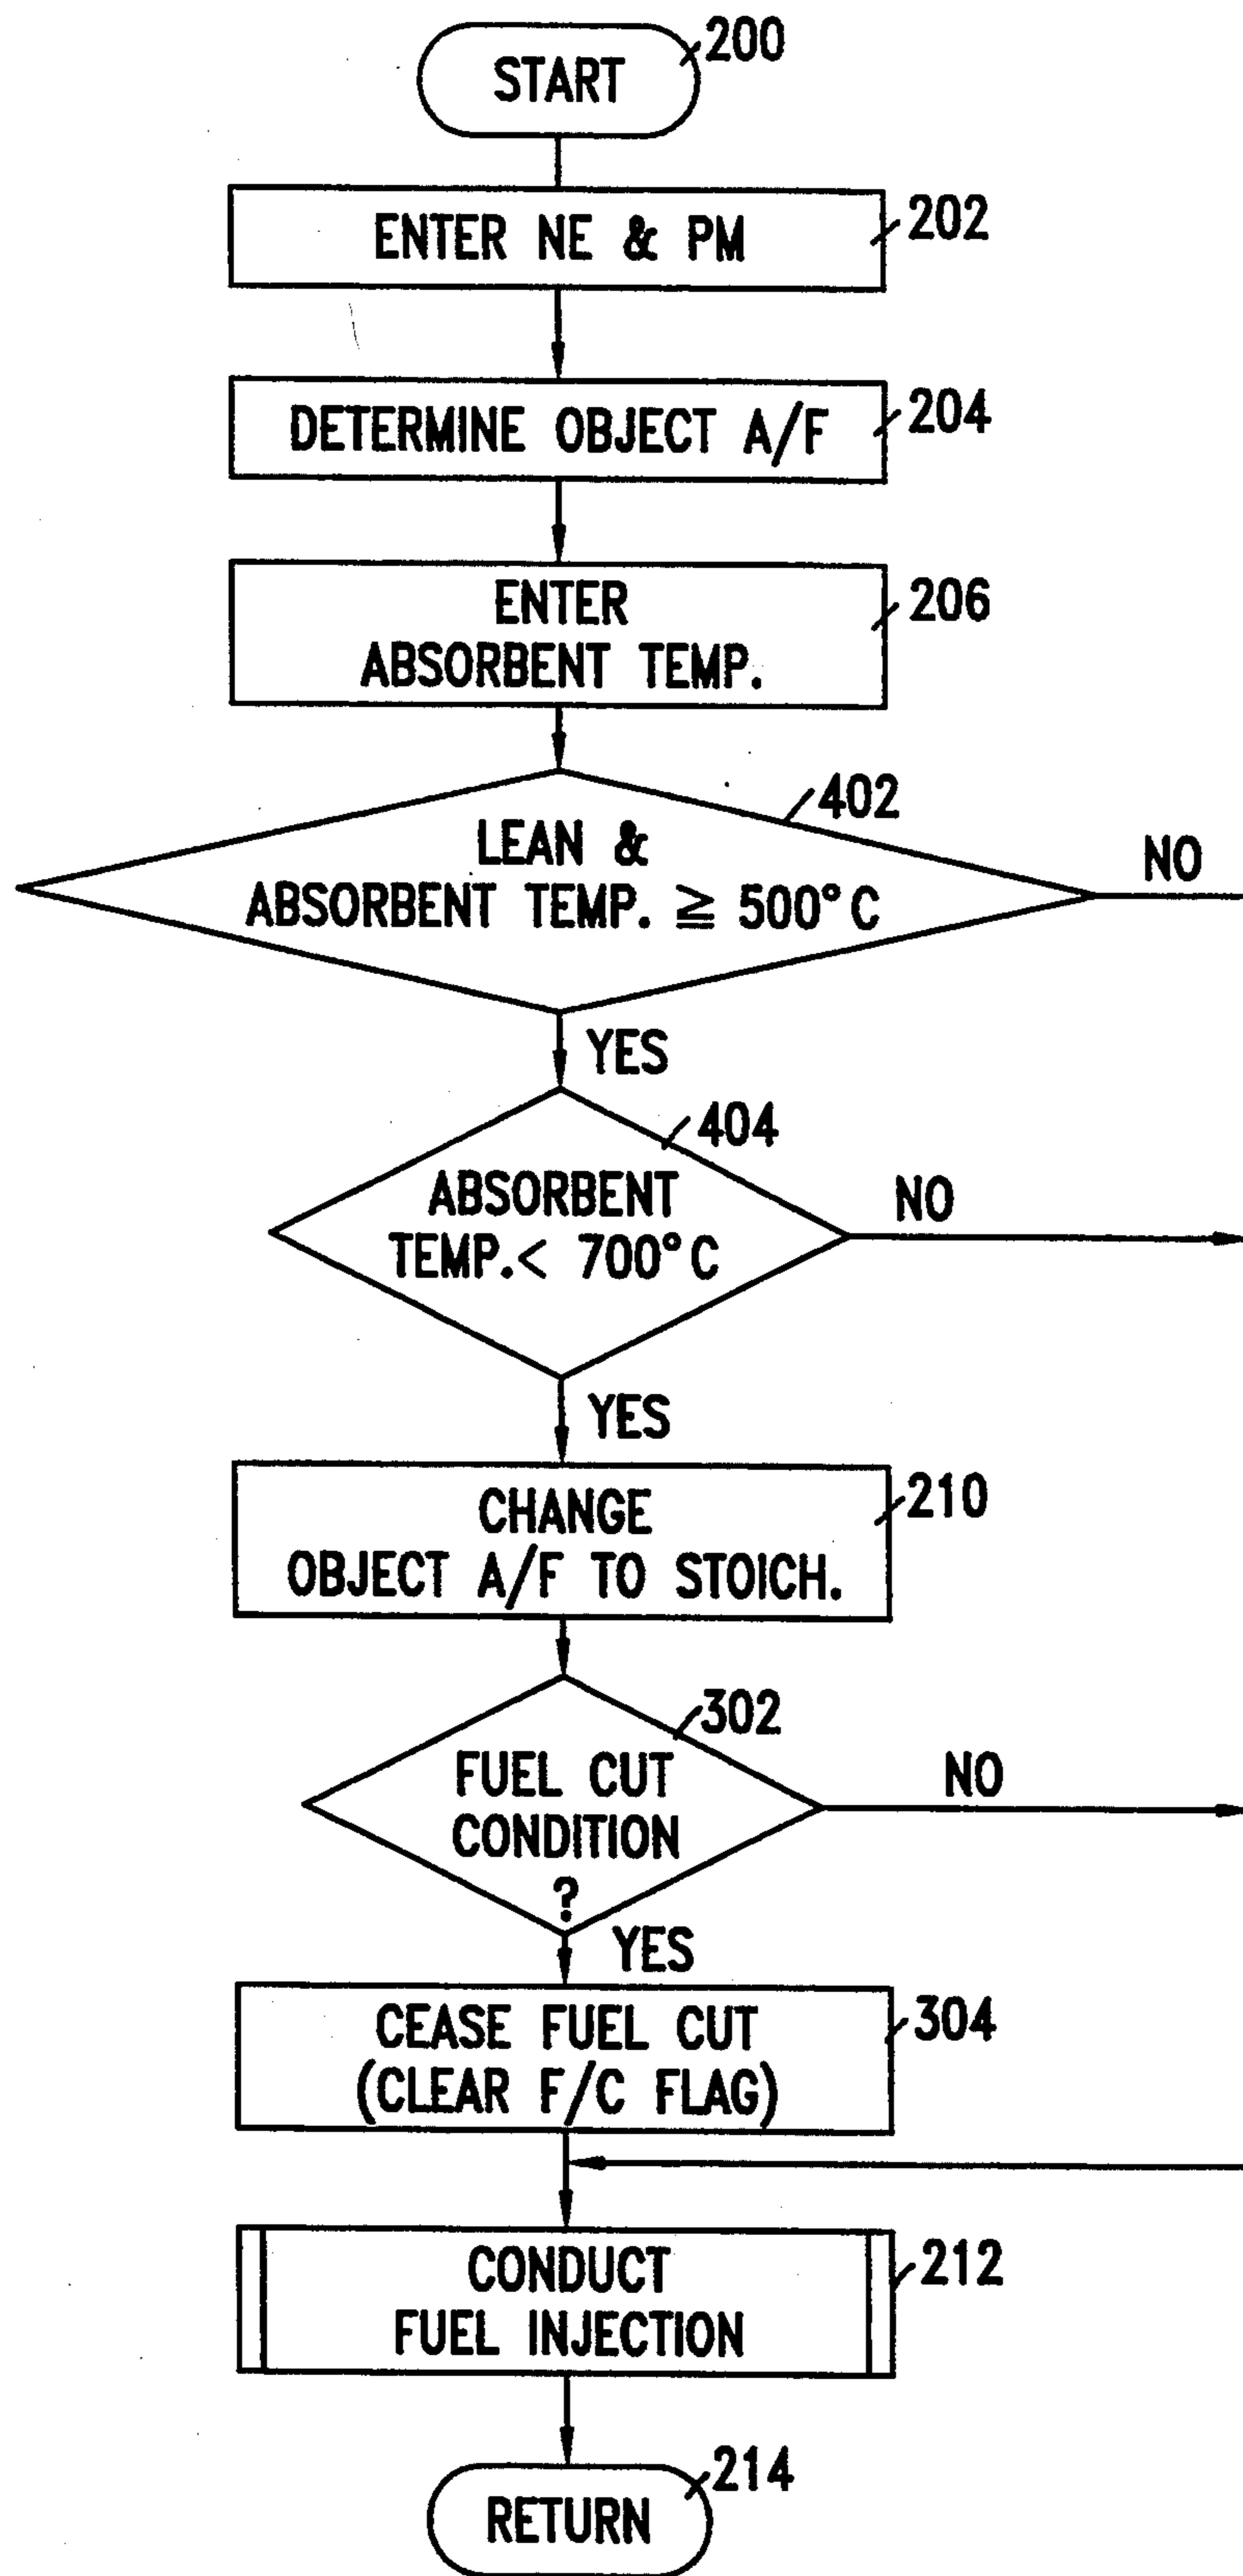 START
200
ENTER NE & PM
202
DETERMINE OBJECT A/F
204
ENTER
ABSORBENT TEMP.
206
LEAN &
ABSORBENT TEMP. ≧ 500°C
402
NO
YES
ABSORBENT
TEMP.< 700°C
404
NO
YES
CHANGE
OBJECT A/F TO STOICH.
210
FUEL CUT
CONDITION
?
302
NO
YES
CEASE FUEL CUT
(CLEAR F/C FLAG)
304
CONDUCT
FUEL INJECTION
212
RETURN
214